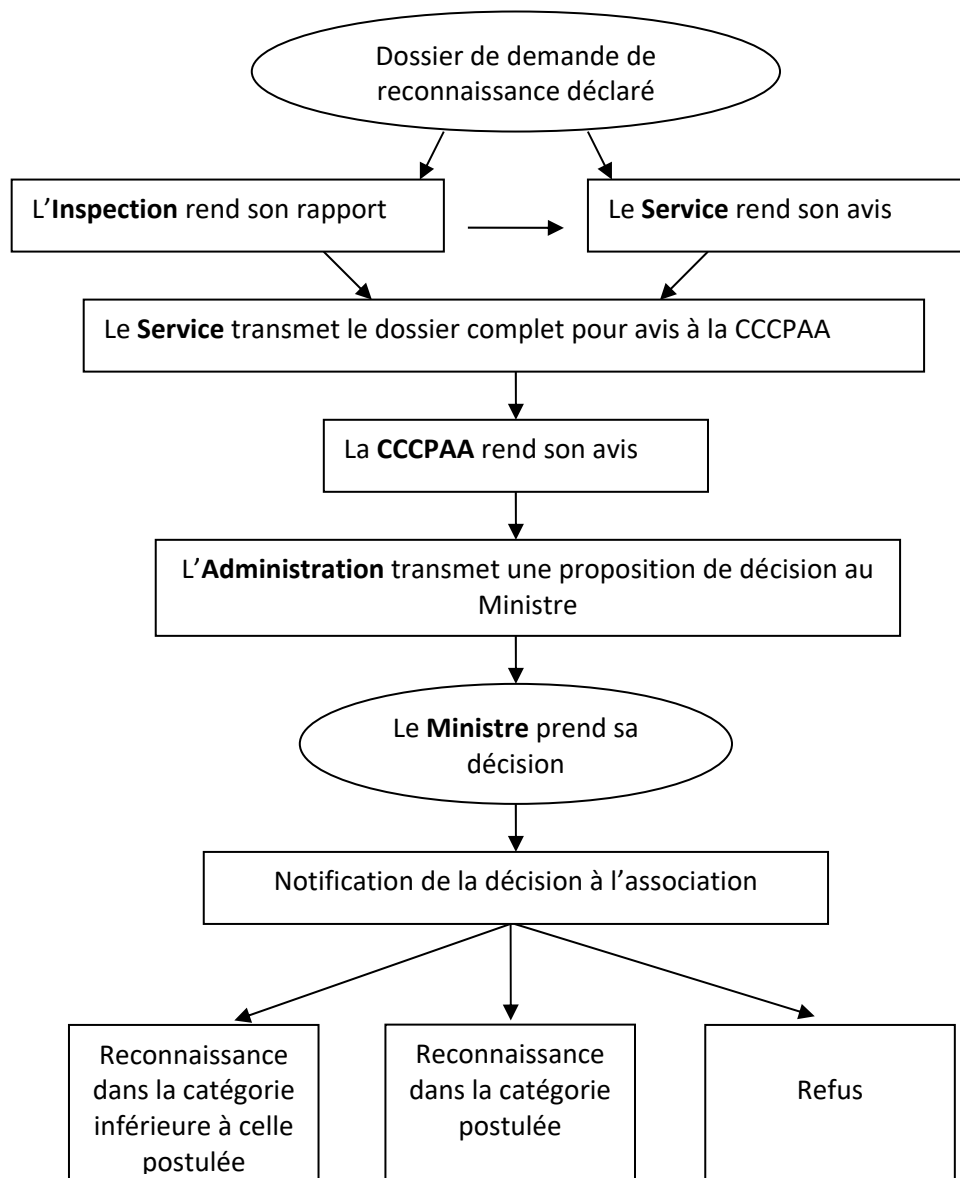 Dossier de demande de
reconnaissance déclaré
L’Inspection rend son rapport
Le Service rend son avis
Le Service transmet le dossier complet pour avis à la CCCPAA
La CCCPAA rend son avis
L’Administration transmet une proposition de décision au
Ministre
Le Ministre prend sa
décision
Notification de la décision à l’association
Reconnaissance
dans la catégorie
inférieure à celle
postulée
Reconnaissance
dans la catégorie
postulée
Refus